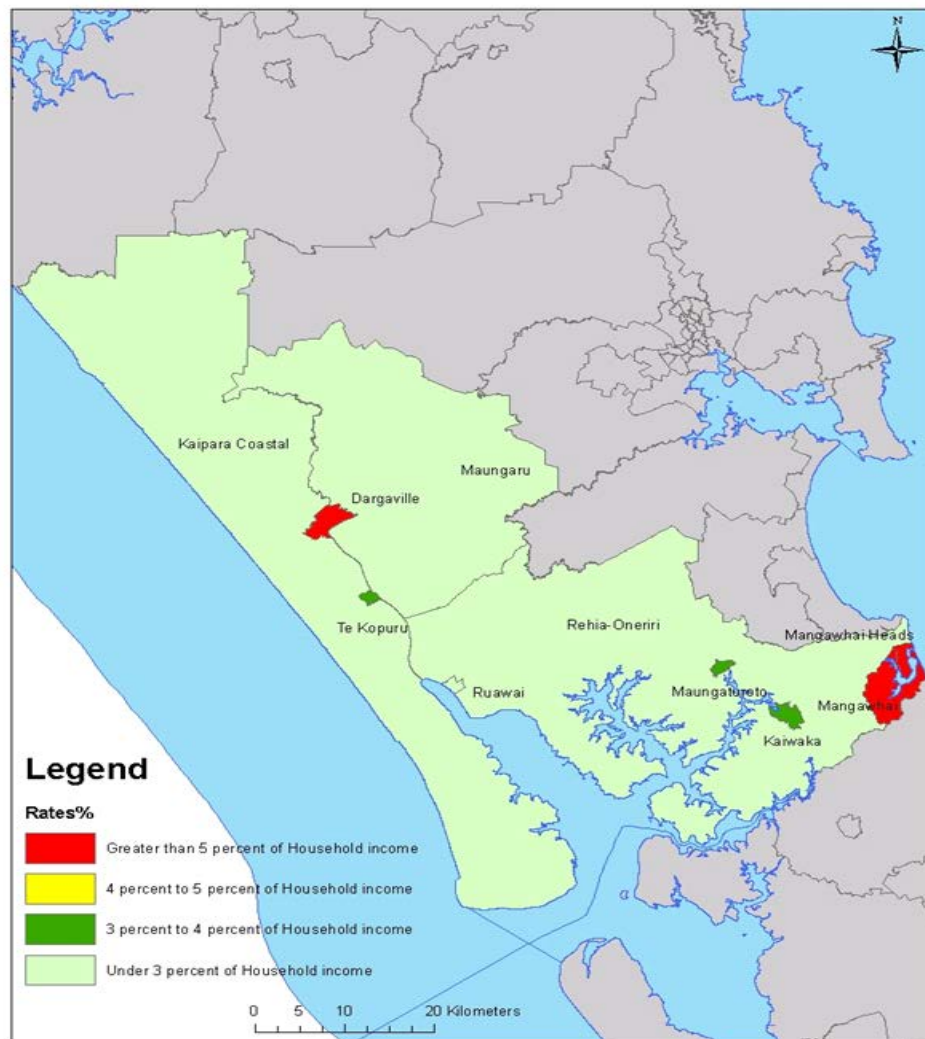 N
Kaipara Coastal
Maungaru
Dargaville
Te Kopuru
Rehia-Oneriri
Mangawhai Heads
Ruawai
Maungatureto
Mangawhai
Kaiwaka
Legend
Rates%
Greater than 5 percent of Household income
4 percent to 5 percent of Household income
3 percent to 4 percent of Household income
Under 3 percent of Household income
0 5 10 20 Kilometers